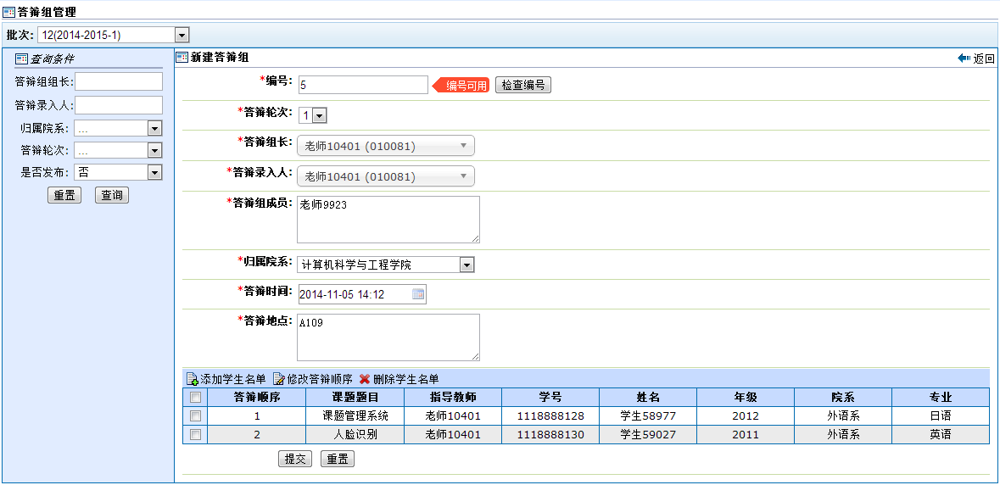 答辩组管理
批次: 12(2014-2015-1)
查询条件
答辩组组长:
答辩录入人:
归属院系: ...
答辩轮次: ...
是否发布: 否
重置 查询
新建答辩组 返回
*编号: 5 编号可用 检查编号
*答辩轮次: 1
*答辩组长: 老师10401 (010081)
*答辩录入人: 老师10401 (010081)
*答辩组成员: 老师9923
*归属院系: 计算机科学与工程学院
*答辩时间: 2014-11-05 14:12
*答辩地点: A109
添加学生名单 修改答辩顺序 删除学生名单
答辩顺序 课题题目 指导教师 学号 姓名 年级 院系 专业
1 课题管理系统 老师10401 1118888128 学生58977 2012 外语系 日语
2 人脸识别 老师10401 1118888130 学生59027 2011 外语系 英语
提交 重置